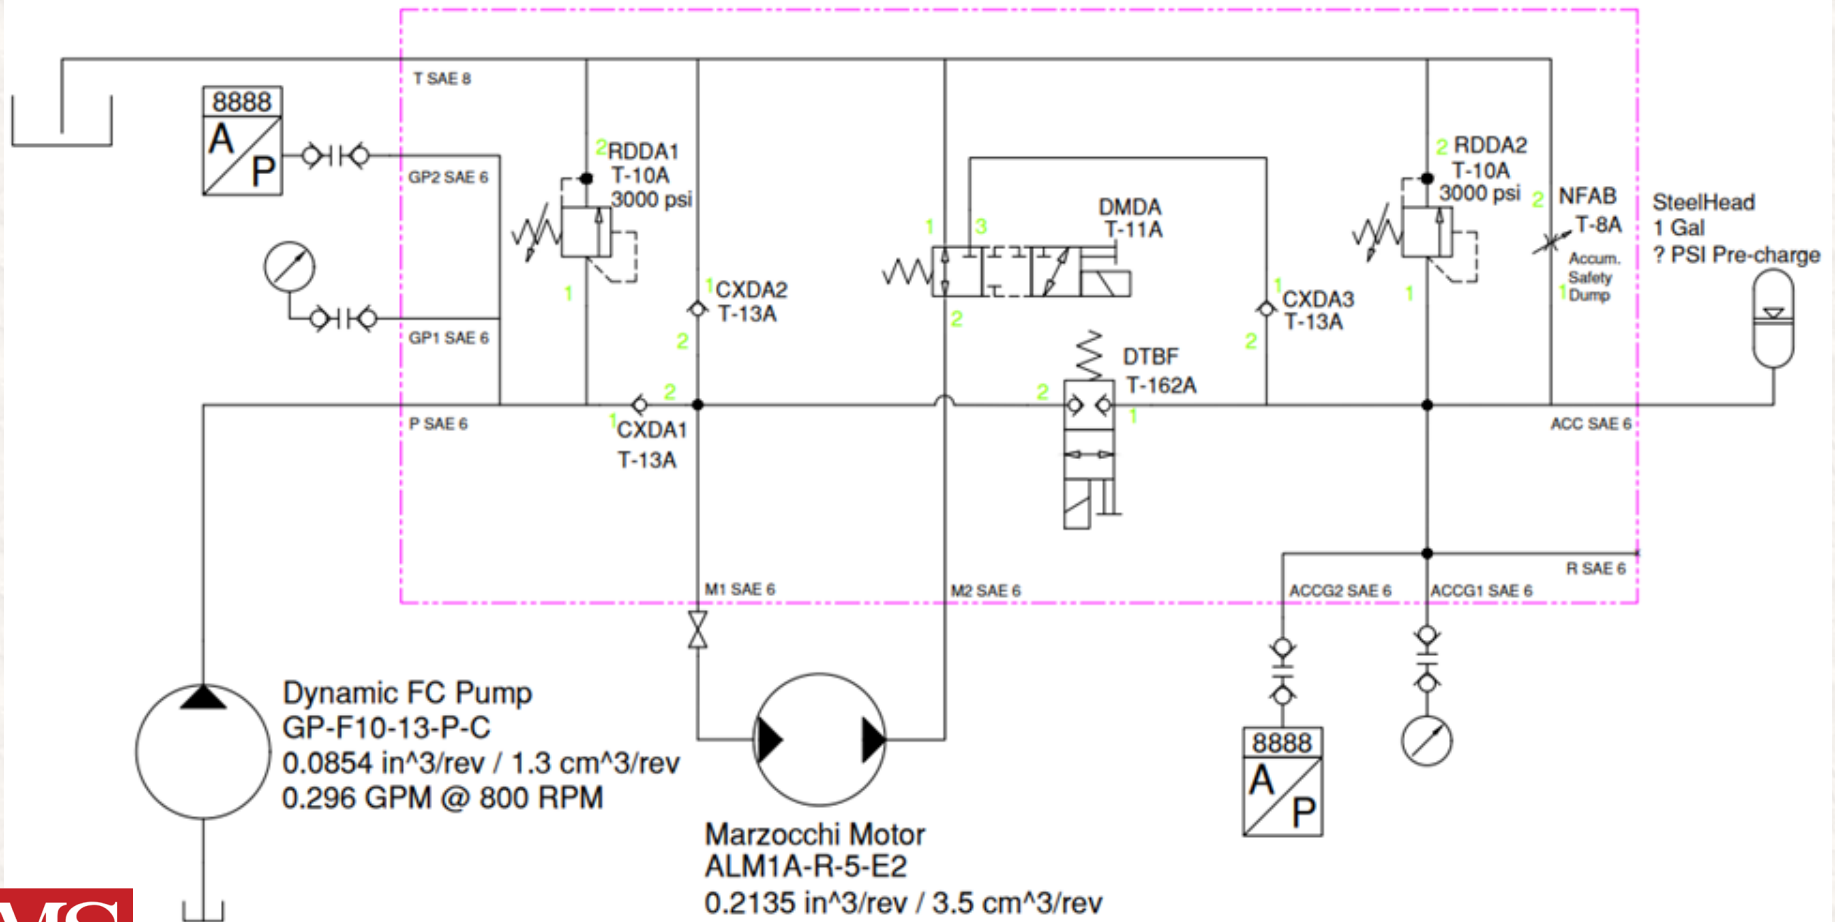 T SAE 8
8888
A
P
GP2 SAE 6
2
RDDA1
T-10A
3000 psi
1
GP1 SAE 6
P SAE 6
1
CXDA2
T-13A
2
2
1
CXDA1
T-13A
1
3
DMDA
T-11A
2
DTBF
T-162A
2
1
1
CXDA3
T-13A
2
2
RDDA2
T-10A
3000 psi
1
2
NFAB
T-8A
Accum.
Safety
Dump
1
SteelHead
1 Gal
? PSI Pre-charge
ACC SAE 6
R SAE 6
M1 SAE 6
M2 SAE 6
ACCG2 SAE 6
ACCG1 SAE 6
8888
A
P
Dynamic FC Pump
GP-F10-13-P-C
0.0854 in^3/rev / 1.3 cm^3/rev
0.296 GPM @ 800 RPM
Marzocchi Motor
ALM1A-R-5-E2
0.2135 in^3/rev / 3.5 cm^3/rev